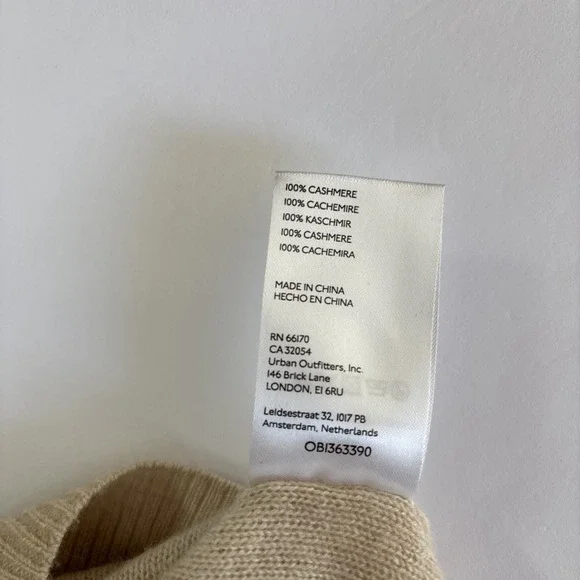 100% CASHMERE
100% CACHEMIRE
100% KASCHMIR
100% CASHMERE
100% CACHEMIRA
MADE IN CHINA
HECHO EN CHINA
RN 66170
CA 32054
Urban Outfitters, Inc.
146 Brick Lane
LONDON, E1 6RU
Leidsestraat 32, 1017 PB
Amsterdam, Netherlands
OB1363390